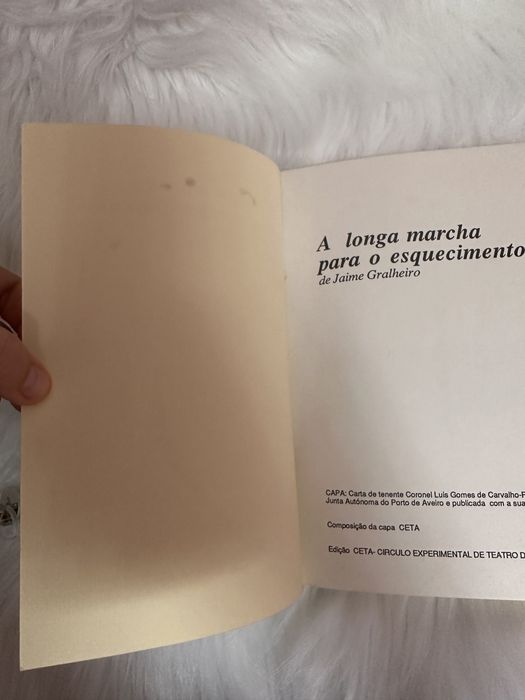 A longa marcha
para o esquecimento
de Jaime Gralheiro
CAPA: Carta de tenente Coronel Luis Gomes de Carvalho-
Junta Autónoma do Porto de Aveiro e publicada com a sua
Composição da capa CETA
Edição CETA- CIRCULO EXPERIMENTAL DE TEATRO D